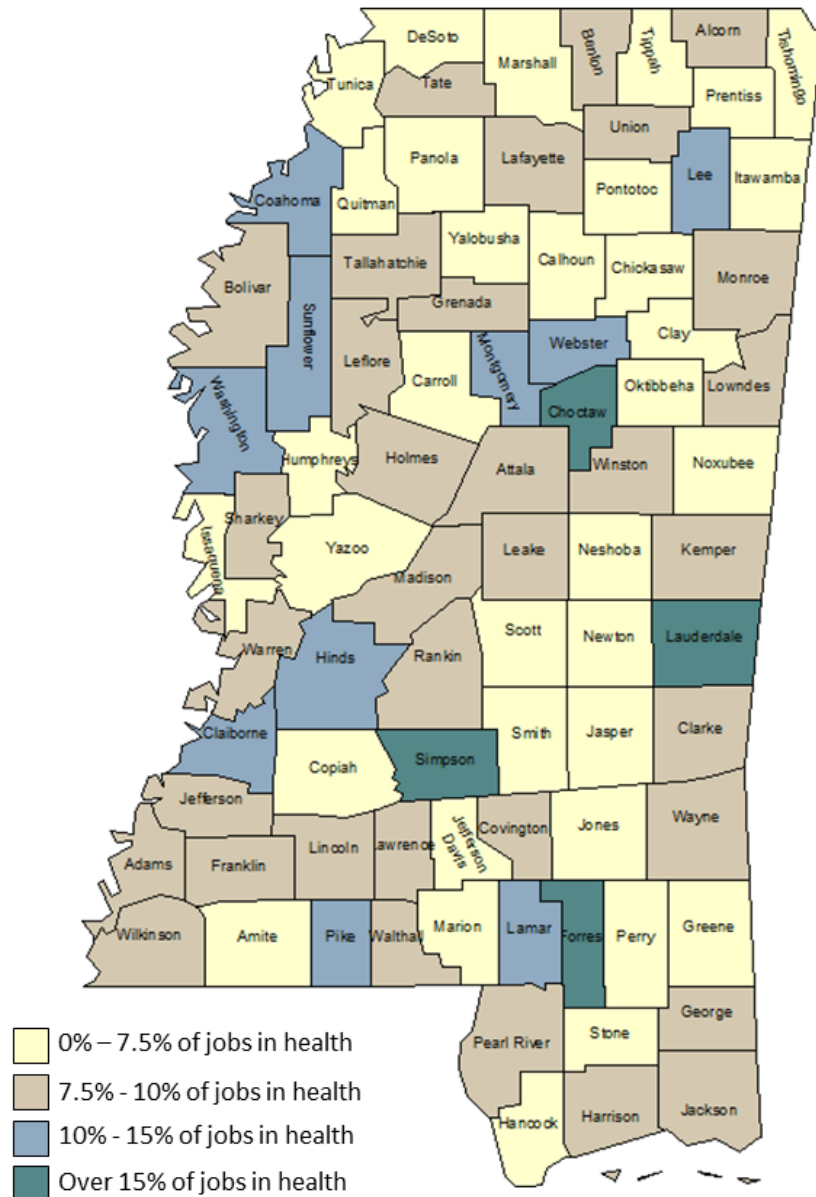 DeSoto
Marshall
Benton
Tippah
Alcorn
Tishomingo
Tunica
Tate
Prentiss
Union
Panola
Lafayette
Lee
Itawamba
Coahoma
Quitman
Pontotoc
Yalobusha
Calhoun
Chickasaw
Tallahatchie
Monroe
Bolivar
Grenada
Sunflower
Webster
Clay
Leflore
Montgomery
Carroll
Oktibbeha
Lowndes
Washington
Choctaw
Humphreys
Holmes
Attala
Winston
Noxubee
Sharkey
Issaquena
Yazoo
Leake
Neshoba
Kemper
Madison
Scott
Newton
Lauderdale
Warren
Hinds
Rankin
Claiborne
Simpson
Smith
Jasper
Clarke
Copiah
Jefferson
Jefferson
Davis
Covington
Jones
Wayne
Lincoln
Lawrence
Adams
Franklin
Wilkinson
Amite
Pike
Walthall
Marion
Lamar
Forres
Perry
Greene
Pearl River
Stone
George
Hancock
Harrison
Jackson
0% – 7.5% of jobs in health
7.5% - 10% of jobs in health
10% - 15% of jobs in health
Over 15% of jobs in health